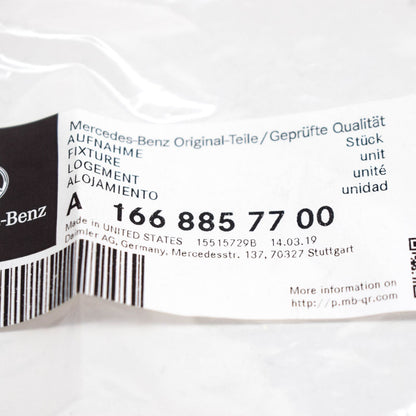 Mercedes-Benz Original-Teile/Geprüfte Qualität
AUFNAHME Stück
FIXTURE unit
LOGEMENT unité
ALOJAMIENTO unidad
-Benz
A 166 885 77 00
Made in UNITED STATES 15515729B 14.03.19
Daimler AG, Germany, Mercedesstr. 137, 70327 Stuttgart
More information on
http://p.mb-qr.com/